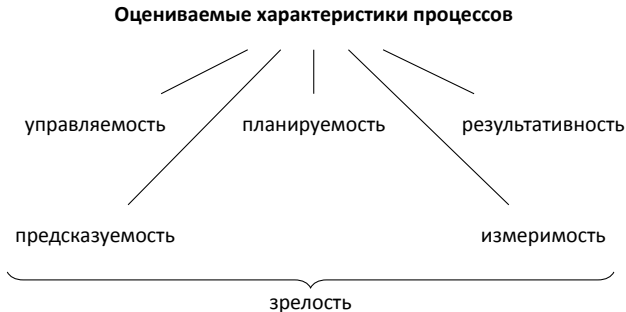 Оцениваемые характеристики процессов
управляемость планируемость результативность
предсказуемость измеримость
зрелость